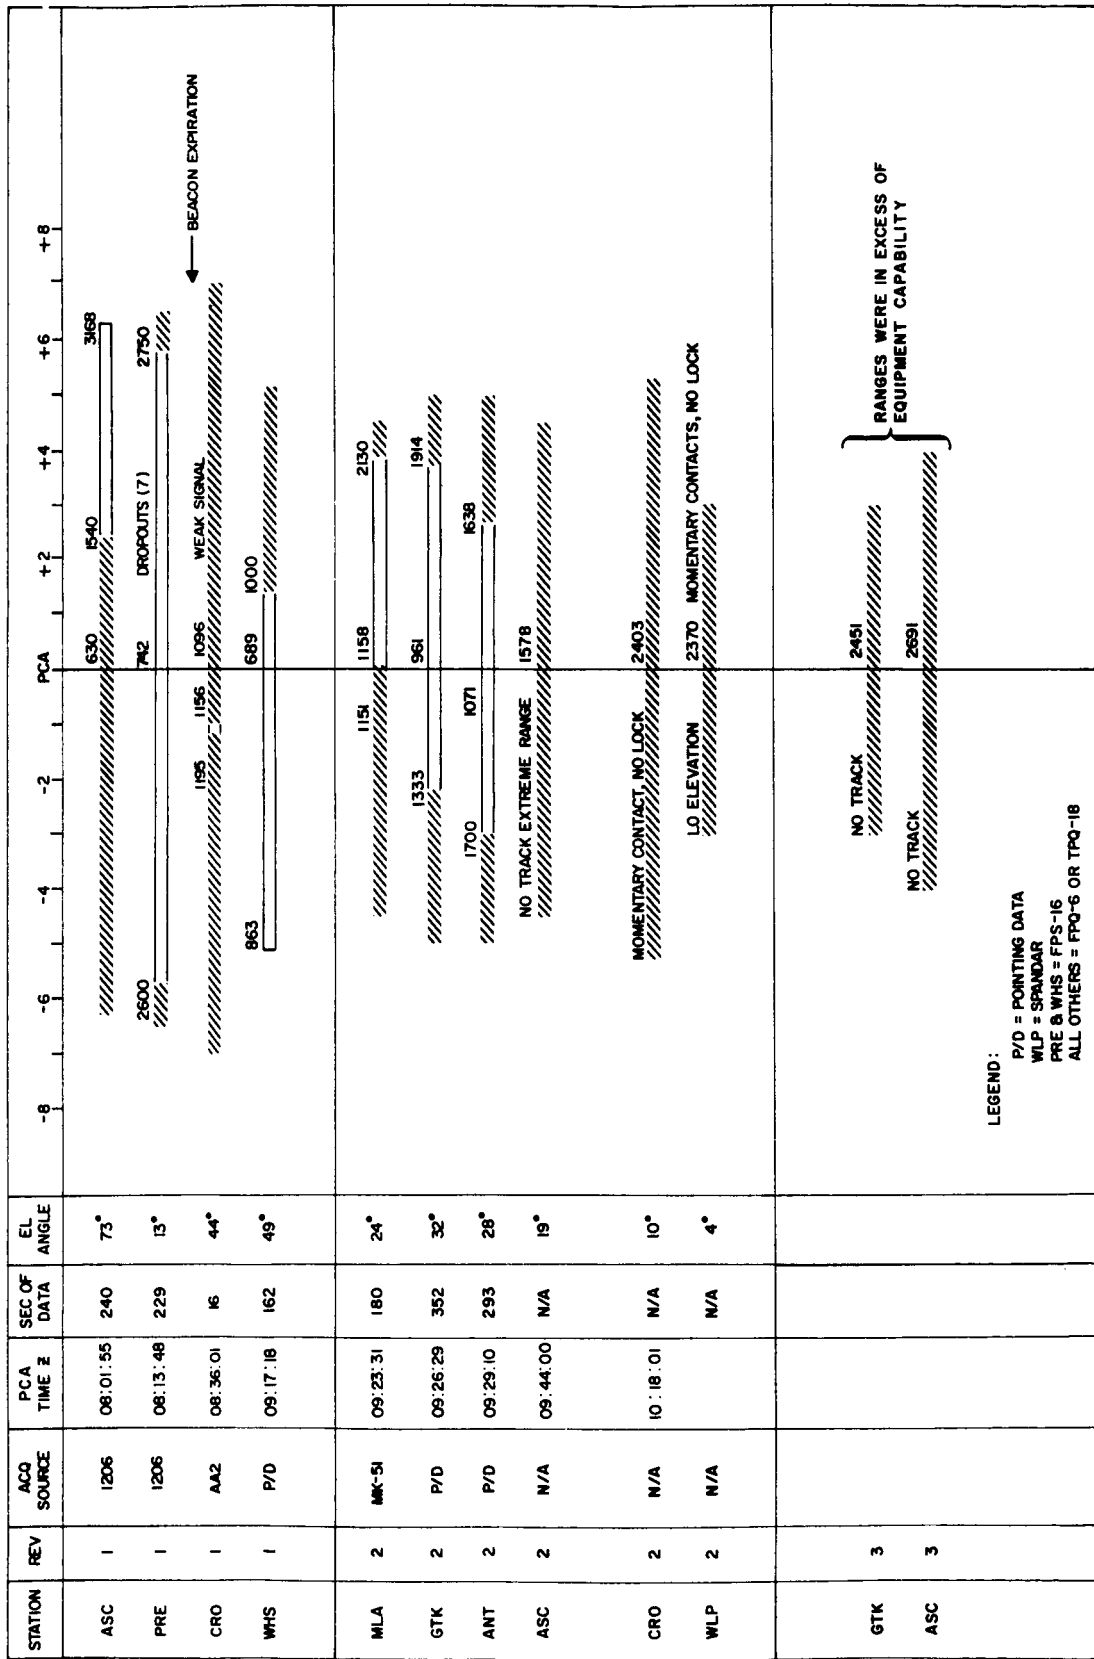 STATION REV ACQ SOURCE PCA TIME Z SEC OF DATA EL ANGLE -8 -6 -4 -2 PCA +2 +4 +6 +8
ASC 1 1206 08:01:55 240 73° 630 1540 3168
PRE 1 1206 08:13:48 229 13° 2600 742 DROPOUTS (7) 2750
CRO 1 AA2 08:36:01 16 44° 1195 1156 1096 WEAK SIGNAL
BEACON EXPIRATION
WHS 1 P/D 09:17:18 162 49° 863 689 1000
MLA 2 MK-51 09:23:31 180 24° 1151 1158 2130
GTK 2 P/D 09:26:29 352 32° 1333 961 1914
ANT 2 P/D 09:29:10 293 28° 1700 1071 1638
ASC 2 N/A 09:44:00 N/A 19° NO TRACK EXTREME RANGE 1578
CRO 2 N/A 10:18:01 N/A 10° MOMENTARY CONTACT, NO LOCK 2403
WLP 2 N/A N/A 4° LO ELEVATION 2370 MOMENTARY CONTACTS, NO LOCK
GTK 3 NO TRACK 2451
ASC 3 NO TRACK 2691
RANGES WERE IN EXCESS OF
EQUIPMENT CAPABILITY
LEGEND:
P/D = POINTING DATA
WLP = SPANDAR
PRE & WHS = FPS-16
ALL OTHERS = FPQ-6 OR TPQ-18